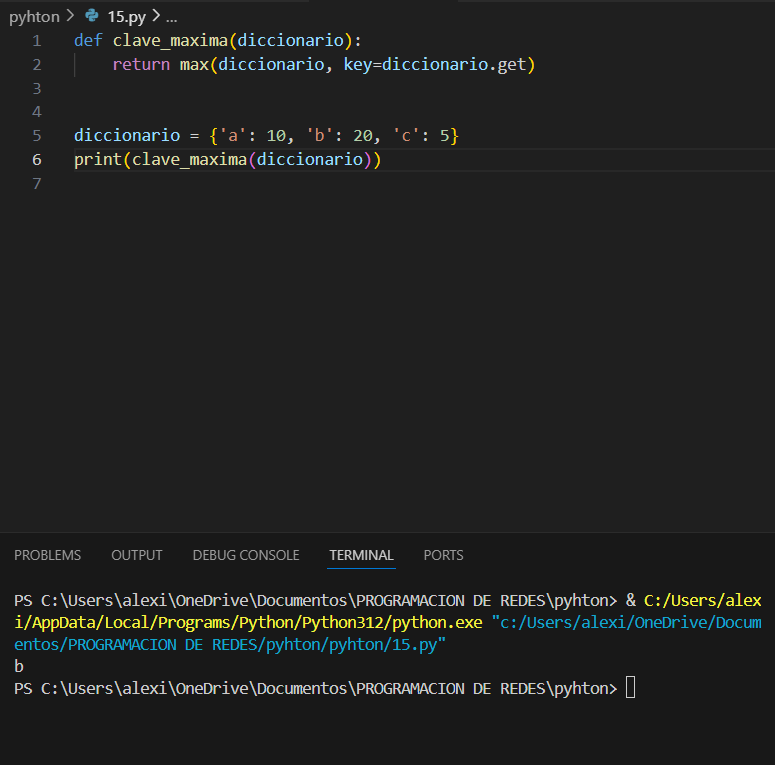 pyhton > 15.py > ...
1 def clave_maxima(diccionario):
2     return max(diccionario, key=diccionario.get)
3
4
5 diccionario = {'a': 10, 'b': 20, 'c': 5}
6 print(clave_maxima(diccionario))
7
PROBLEMS OUTPUT DEBUG CONSOLE TERMINAL PORTS
PS C:\Users\alexi\OneDrive\Documentos\PROGRAMACION DE REDES\pyhton> & C:/Users/alex
i/AppData/Local/Programs/Python/Python312/python.exe "c:/Users/alexi/OneDrive/Docum
entos/PROGRAMACION DE REDES/pyhton/pyhton/15.py"
b
PS C:\Users\alexi\OneDrive\Documentos\PROGRAMACION DE REDES\pyhton>